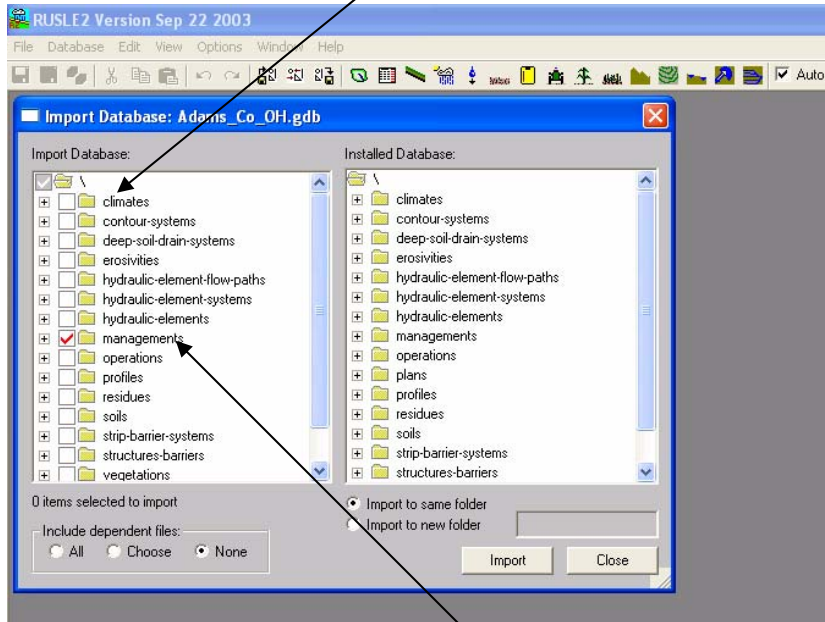 RUSLE2 Version Sep 22 2003
File Database Edit View Options Window Help
Auto
Import Database: Adams_Co_OH.gdb
Import Database:
\
climates
contour-systems
deep-soil-drain-systems
erosivities
hydraulic-element-flow-paths
hydraulic-element-systems
hydraulic-elements
managements
operations
profiles
residues
soils
strip-barrier-systems
structures-barriers
vegetations
Installed Database:
\
climates
contour-systems
deep-soil-drain-systems
erosivities
hydraulic-element-flow-paths
hydraulic-element-systems
hydraulic-elements
managements
operations
plans
profiles
residues
soils
strip-barrier-systems
structures-barriers
0 items selected to import
Include dependent files:
All Choose None
Import to same folder
Import to new folder
Import Close